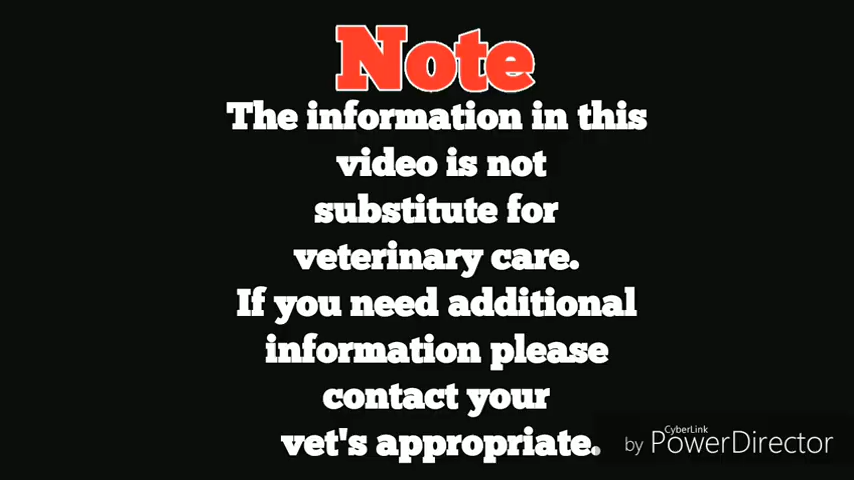 Note
The information in this
video is not
substitute for
veterinary care.
If you need additional
information please
contact your
vet's appropriate.
CyberLink
by PowerDirector